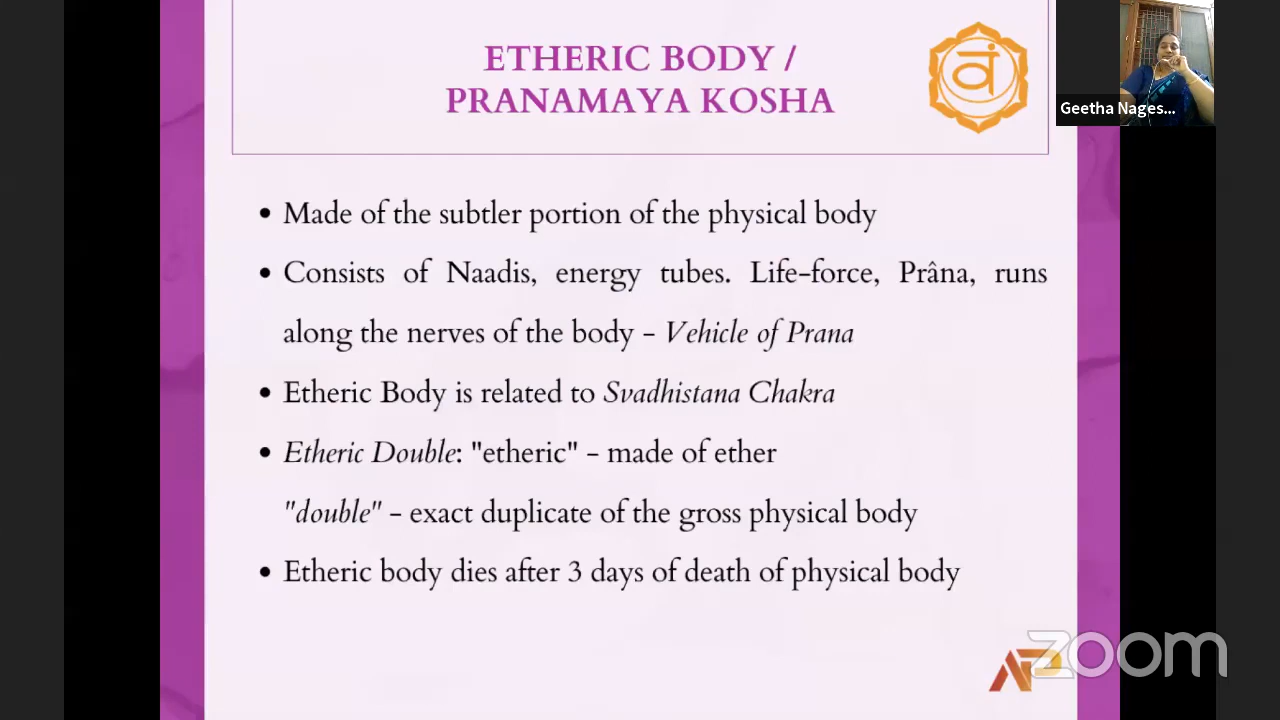 ETHERIC BODY /
PRANAMAYA KOSHA
वं
Geetha Nages...
• Made of the subtler portion of the physical body
• Consists of Naadis, energy tubes. Life-force, Prâna, runs
along the nerves of the body - Vehicle of Prana
• Etheric Body is related to Svadhistana Chakra
• Etheric Double: "etheric" - made of ether
"double" - exact duplicate of the gross physical body
• Etheric body dies after 3 days of death of physical body
AP
zoom